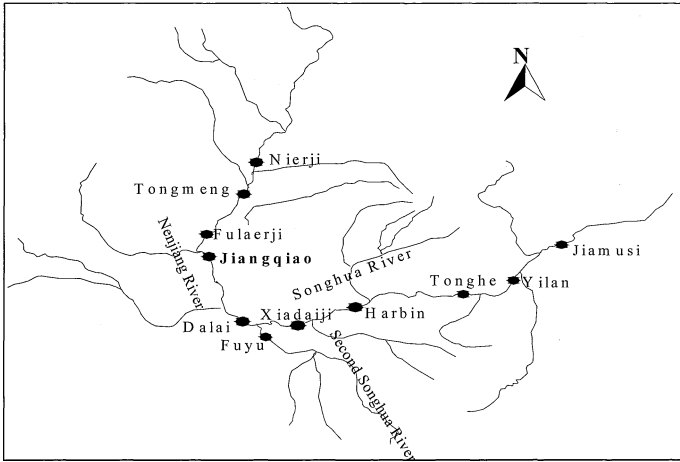 N
Nierji
Tongmeng
Fulaerji
Nenjiang River
Jiangqiao
Jiamusi
Songhua River
Tonghe
Yilan
Xiadaiji
Harbin
Dalai
Fuyu
Second Songhua River